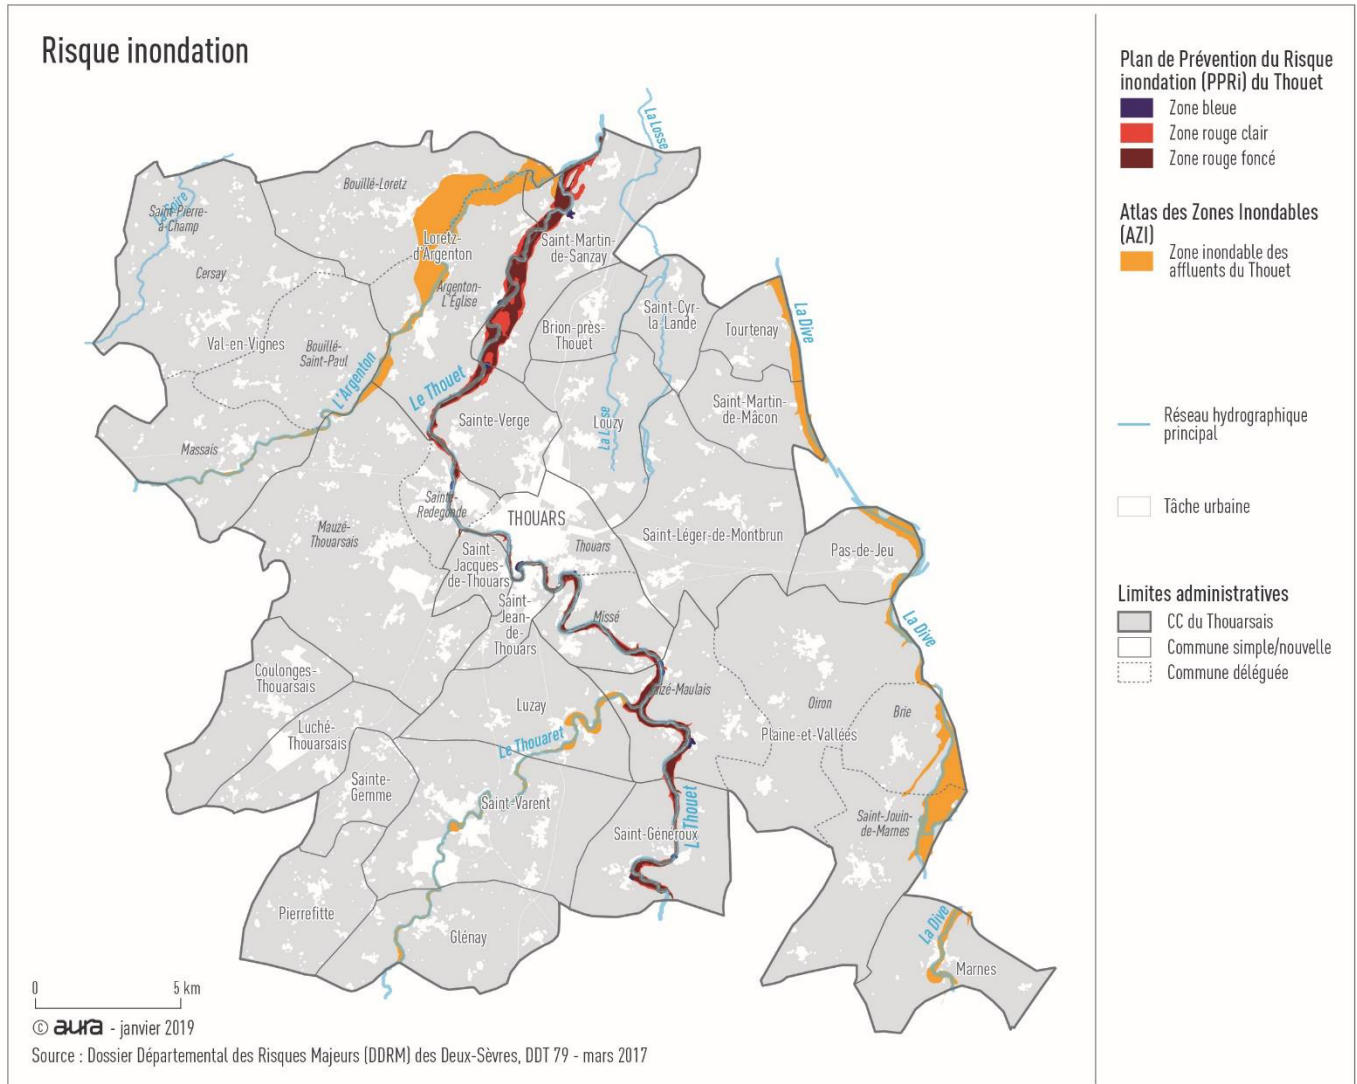 Risque inondation
La Losse
Bouillé-Loretz
Saint-Pierre-
à-Champ
Cersay
Loretz-
d'Argenton
Saint-Martin-
de-Sanzay
Argenton-
L'Église
Saint-Cyr-
la-Lande
Brion-près-
Thouet
Tourtenay
La Dive
Val-en-Vignes
Bouillé-
Saint-Paul
L'Argenton
Le Thouet
Sainte-Verge
Louzy
Saint-Martin-
de-Mâcon
Massais
Sainte-
Redegonde
THOUARS
Thouars
Mauzé-
Thouarsais
Saint-Léger-de-Montbrun
Pas-de-Jeu
Saint-
Jacques-
de-Thouars
Saint-
Jean-
de-
Thouars
Missé
La Dive
Coulonges-
Thouarsais
Luzay
Oiron
Brie
Luché-
Thouarsais
Le Thouaret
Plaine-et-Vallées
Sainte-
Gemme
Saint-Varent
Saint-Généroux
Le Thouet
Saint-Jouin-
de-Marnes
Pierrefitte
Glénay
La Dive
Marnes
0 5 km
© aura - janvier 2019
Source : Dossier Départemental des Risques Majeurs (DDRM) des Deux-Sèvres, DDT 79 - mars 2017
Plan de Prévention du Risque
inondation (PPRi) du Thouet
Zone bleue
Zone rouge clair
Zone rouge foncé
Atlas des Zones Inondables
(AZI)
Zone inondable des
affluents du Thouet
Réseau hydrographique
principal
Tâche urbaine
Limites administratives
CC du Thouarsais
Commune simple/nouvelle
Commune déléguée